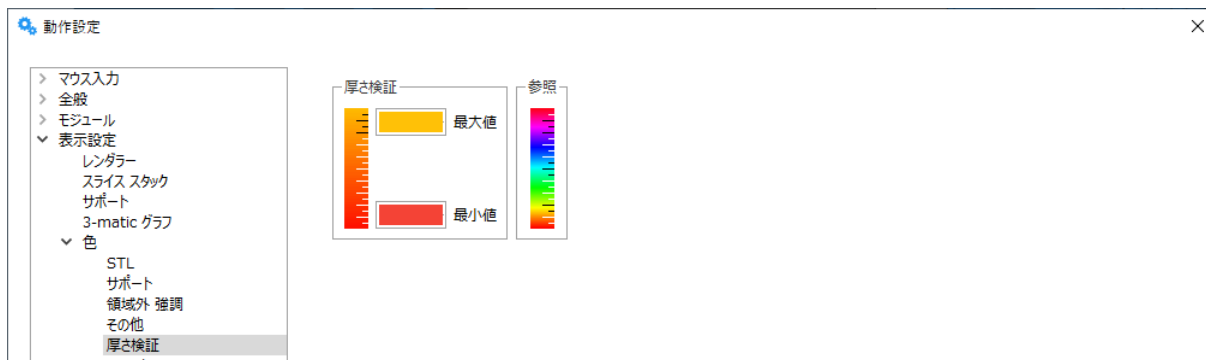 動作設定
マウス入力
全般
モジュール
表示設定
レンダラー
スライス スタック
サポート
3-matic グラフ
色
STL
サポート
領域外 強調
その他
厚さ検証
厚さ検証
最大値
最小値
参照